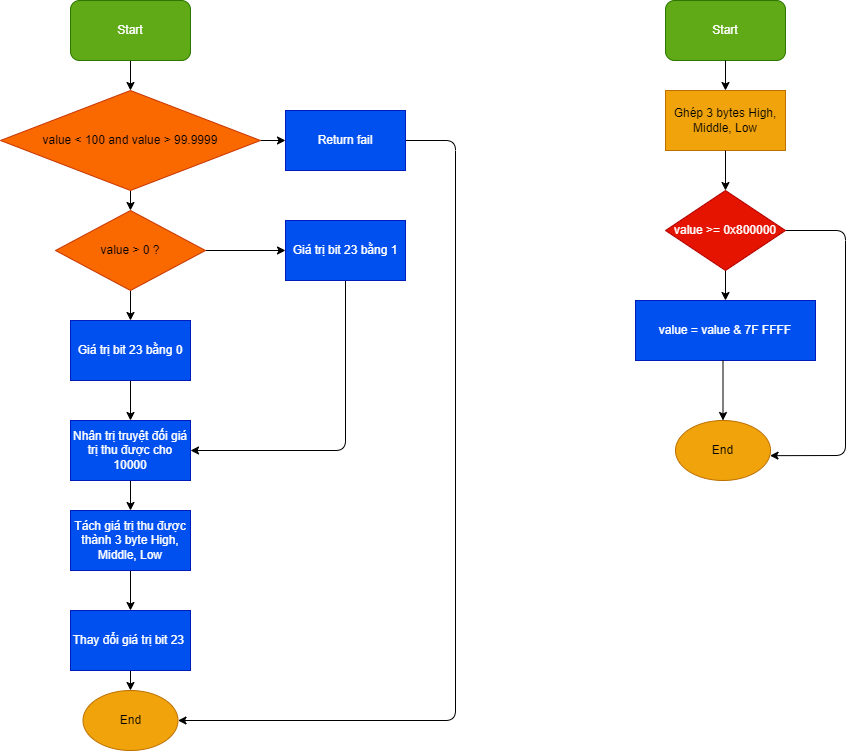 Start
value < 100 and value > 99.9999
Return fail
value > 0 ?
Giá trị bit 23 bằng 1
Giá trị bit 23 bằng 0
Nhân trị truyệt đối giá
trị thu được cho
10000
Tách giá trị thu được
thành 3 byte High,
Middle, Low
Thay đổi giá trị bit 23
End
Start
Ghép 3 bytes High,
Middle, Low
value >= 0x800000
value = value & 7F FFFF
End